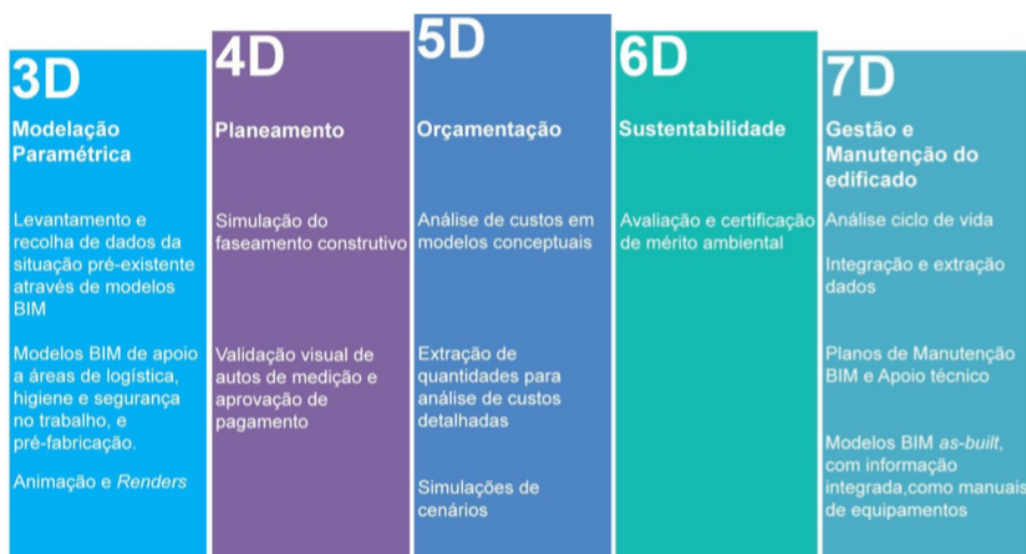 3D
Modelação
Paramétrica
Levantamento e
recolha de dados da
situação pré-existente
através de modelos
BIM
Modelos BIM de apoio
a áreas de logística,
higiene e segurança
no trabalho, e
pré-fabricação.
Animação e Renders
4D
Planeamento
Simulação do
faseamento construtivo
Validação visual de
autos de medição e
aprovação de
pagamento
5D
Orçamentação
Análise de custos em
modelos conceptuais
Extração de
quantidades para
análise de custos
detalhadas
Simulações de
cenários
6D
Sustentabilidade
Avaliação e certificação
de mérito ambiental
7D
Gestão e
Manutenção do
edificado
Análise ciclo de vida
Integração e extração
dados
Planos de Manutenção
BIM e Apoio técnico
Modelos BIM as-built,
com informação
integrada,como manuais
de equipamentos